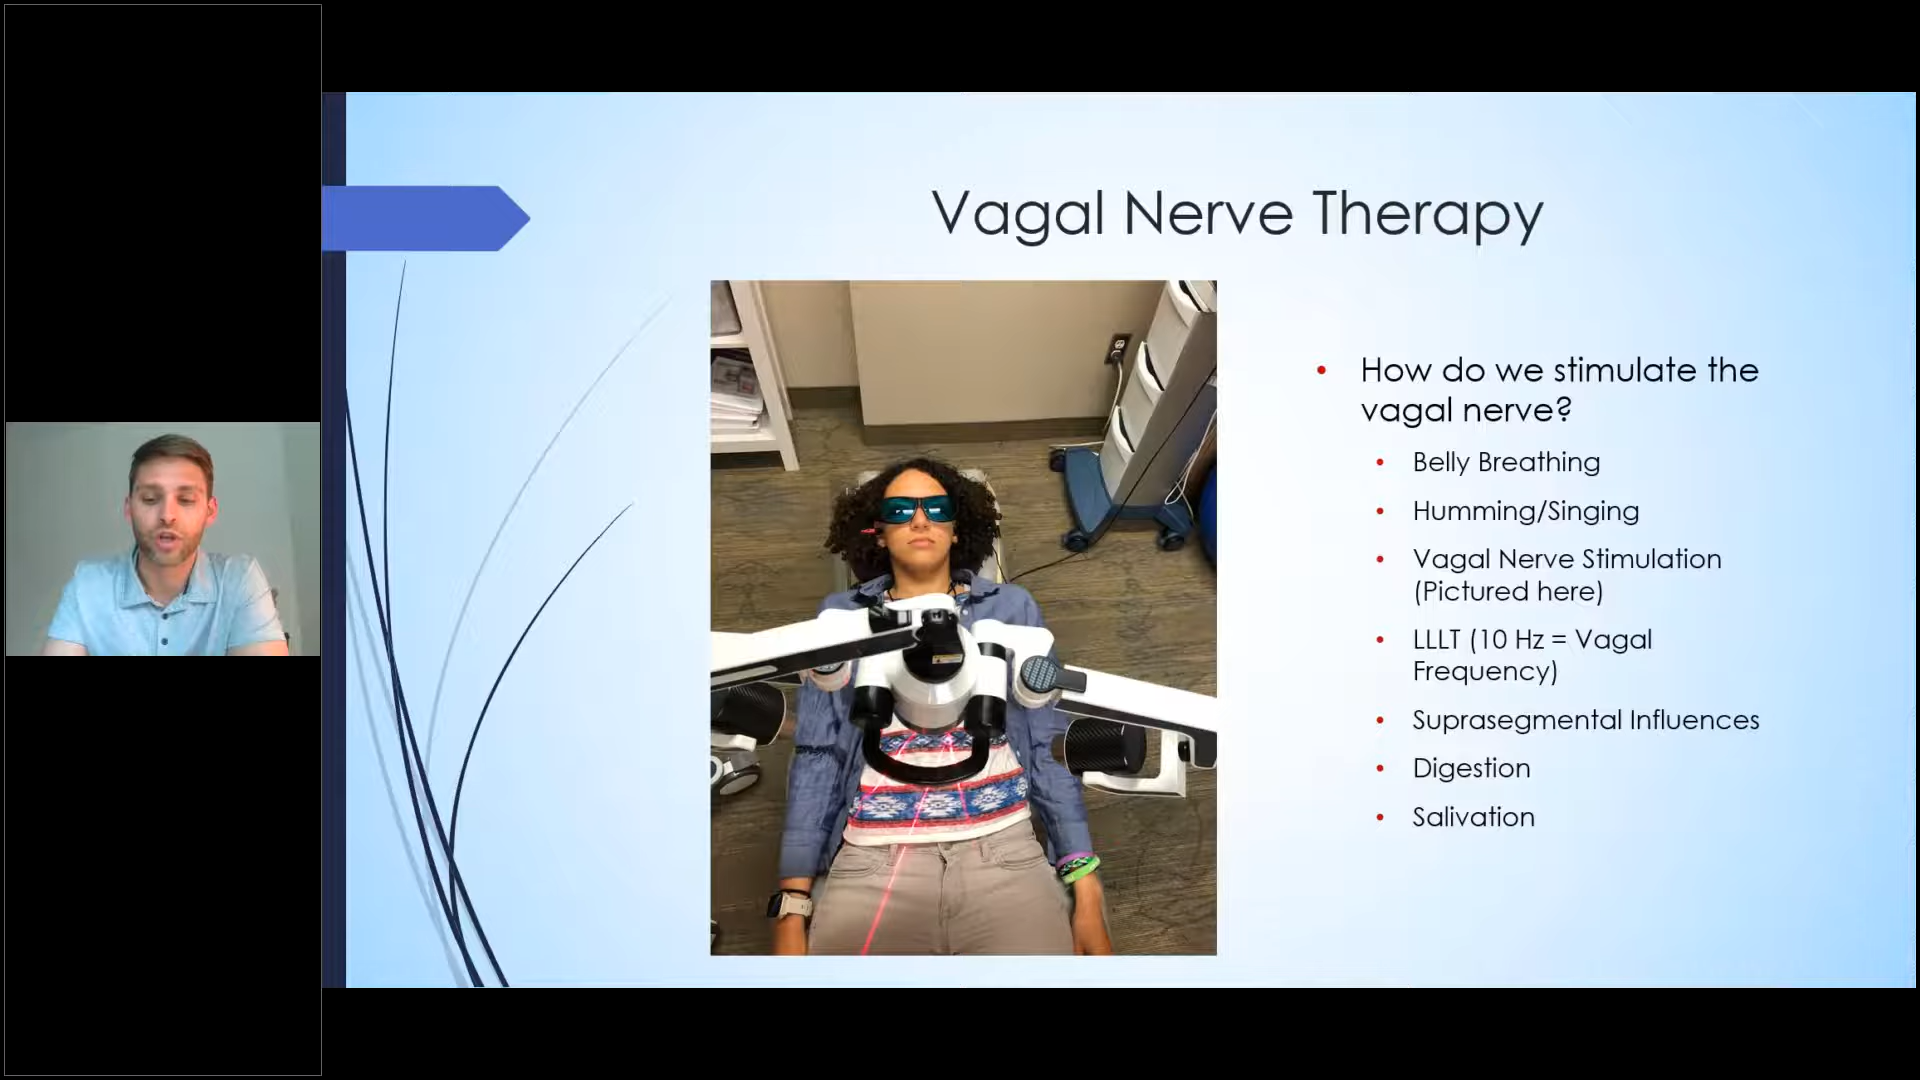 Vagal Nerve Therapy
• How do we stimulate the
vagal nerve?
• Belly Breathing
• Humming/Singing
• Vagal Nerve Stimulation
(Pictured here)
• LLLT (10 Hz = Vagal
Frequency)
• Suprasegmental Influences
• Digestion
• Salivation